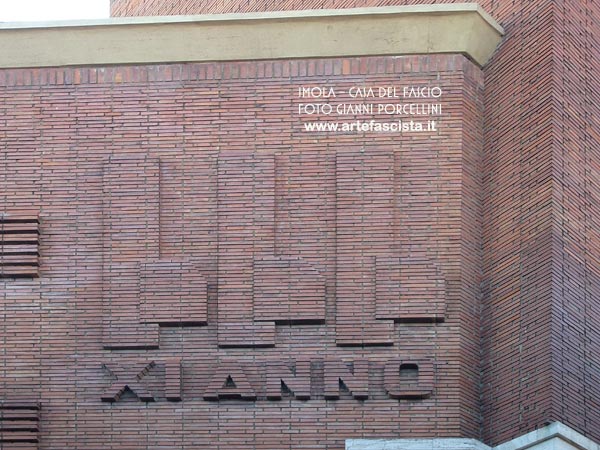 IMOLA - CASA DEL FASCIO
FOTO GIANNI PORCELLINI
www.artefascista.it
XI ANNO